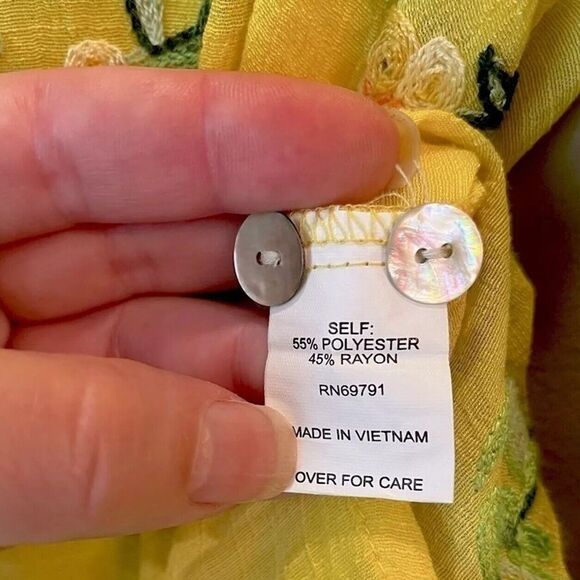 SELF:
55% POLYESTER
45% RAYON
RN69791
MADE IN VIETNAM
OVER FOR CARE